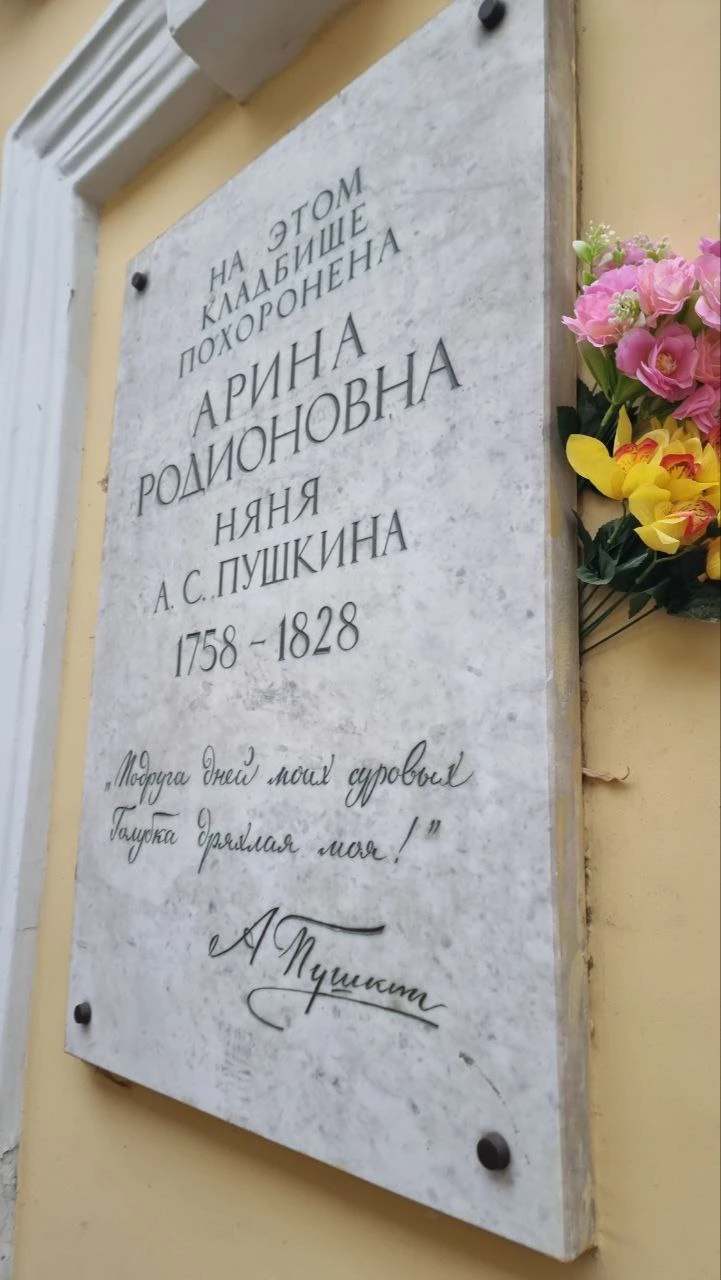 НА ЭТОМ
КЛАДБИЩЕ
ПОХОРОНЕНА
АРИНА
РОДИОНОВНА
НЯНЯ
А. С. ПУШКИНА
1758 – 1828
„Подруга дней моих суровых
Голубка дряхлая моя!”
А Пушкин